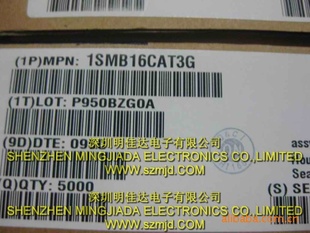 (1P)MPN: 1SMB16CAT3G
(1T)LOT: P950BZG0A
(9D)DTE: 09
深圳明佳达电子有限公司
SHENZHEN MINGJIADA ELECTRONICS CO,.LIMITED
www.szmjd.com
QTY: 5000
深圳明佳达电子有限公司
SHENZHEN MINGJIADA ELECTRONICS CO,.LIMITED
www.szmjd.com
asse
(S) SE